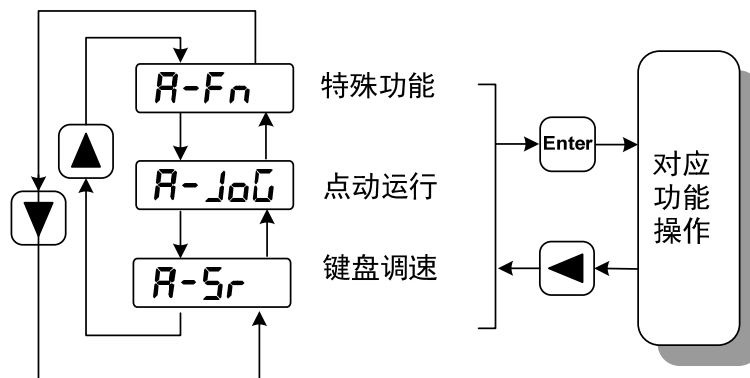 A-Fn 特殊功能
A-JoG 点动运行
A-Sr 键盘调速
Enter
对应
功能
操作